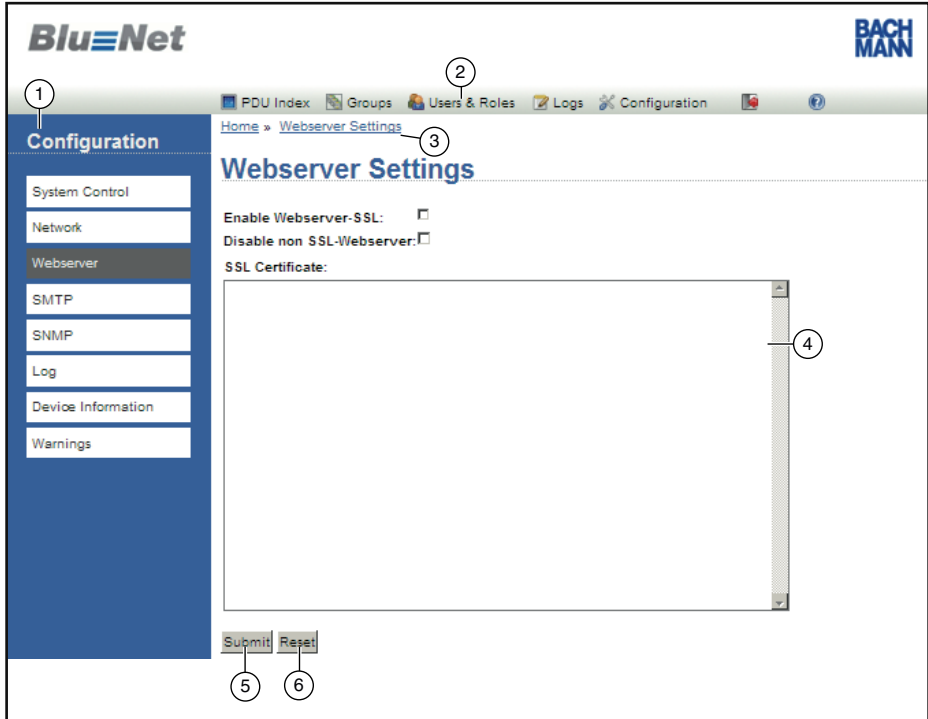 BlueNet
BACH
MANN
1
2
PDU Index Groups Users & Roles Logs Configuration ?
Home » Webserver Settings
3
Configuration
Webserver Settings
System Control
Network
Webserver
SMTP
SNMP
Log
Device Information
Warnings
Enable Webserver-SSL:
Disable non SSL-Webserver:
SSL Certificate:
4
Submit Reset
5
6